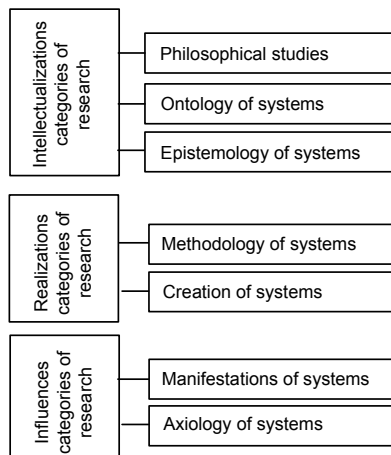 Intellectualizations
categories of
research
Philosophical studies
Ontology of systems
Epistemology of systems
Realizations
categories of
research
Methodology of systems
Creation of systems
Influences
categories of
research
Manifestations of systems
Axiology of systems